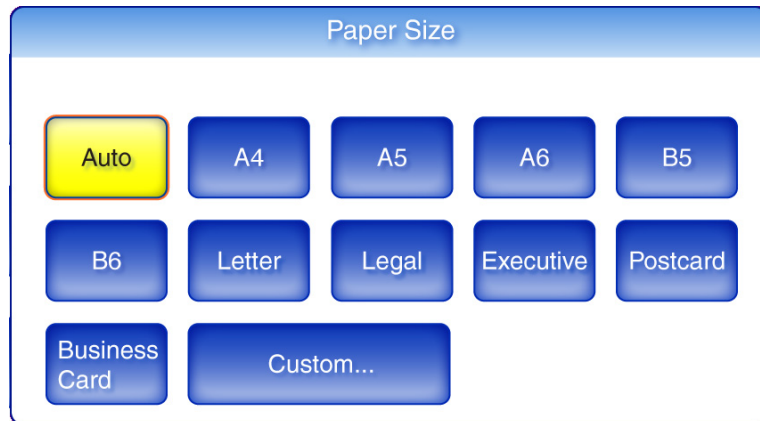 Paper Size
Auto
A4
A5
A6
B5
B6
Letter
Legal
Executive
Postcard
Business
Card
Custom...